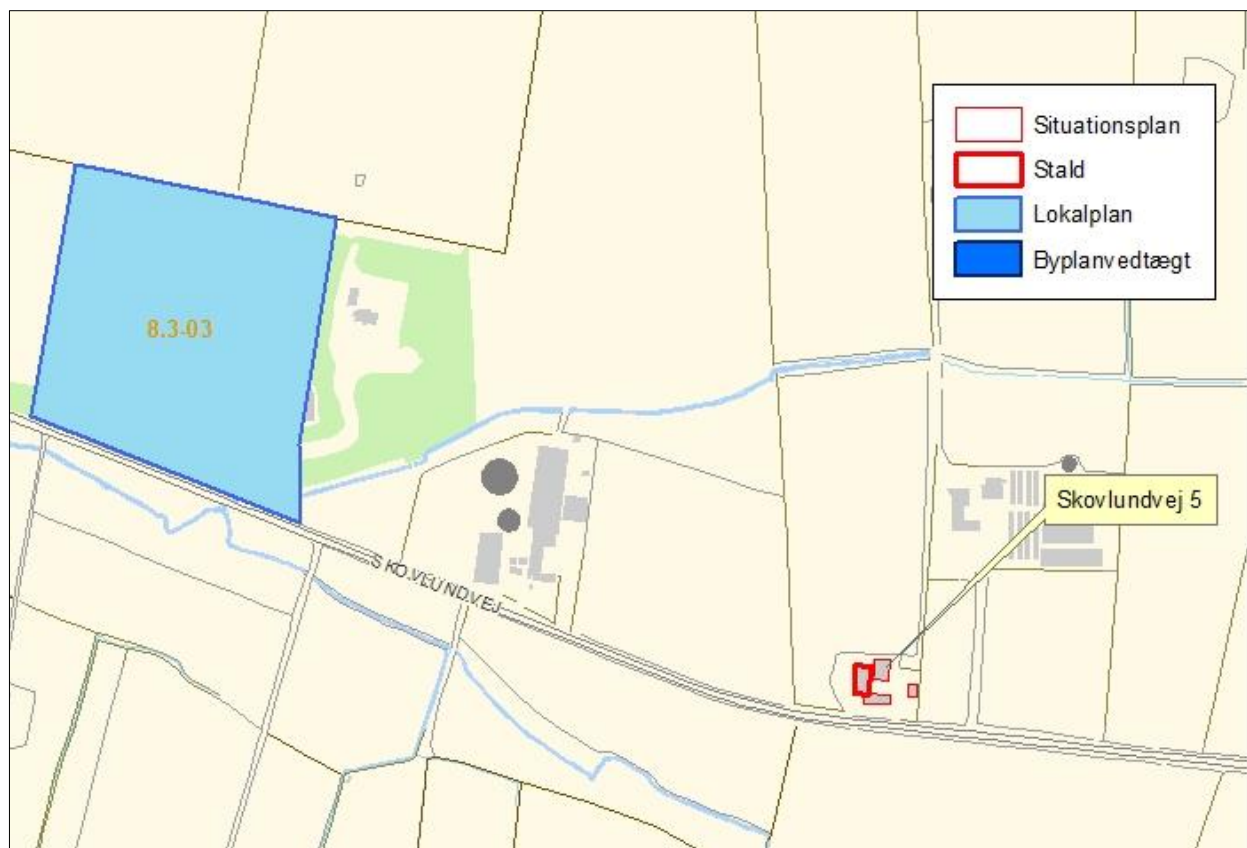 Situationsplan
Stald
Lokalplan
Byplanvedtægt
8.3-03
Skovlundvej 5
SKOVLUNDVEJ